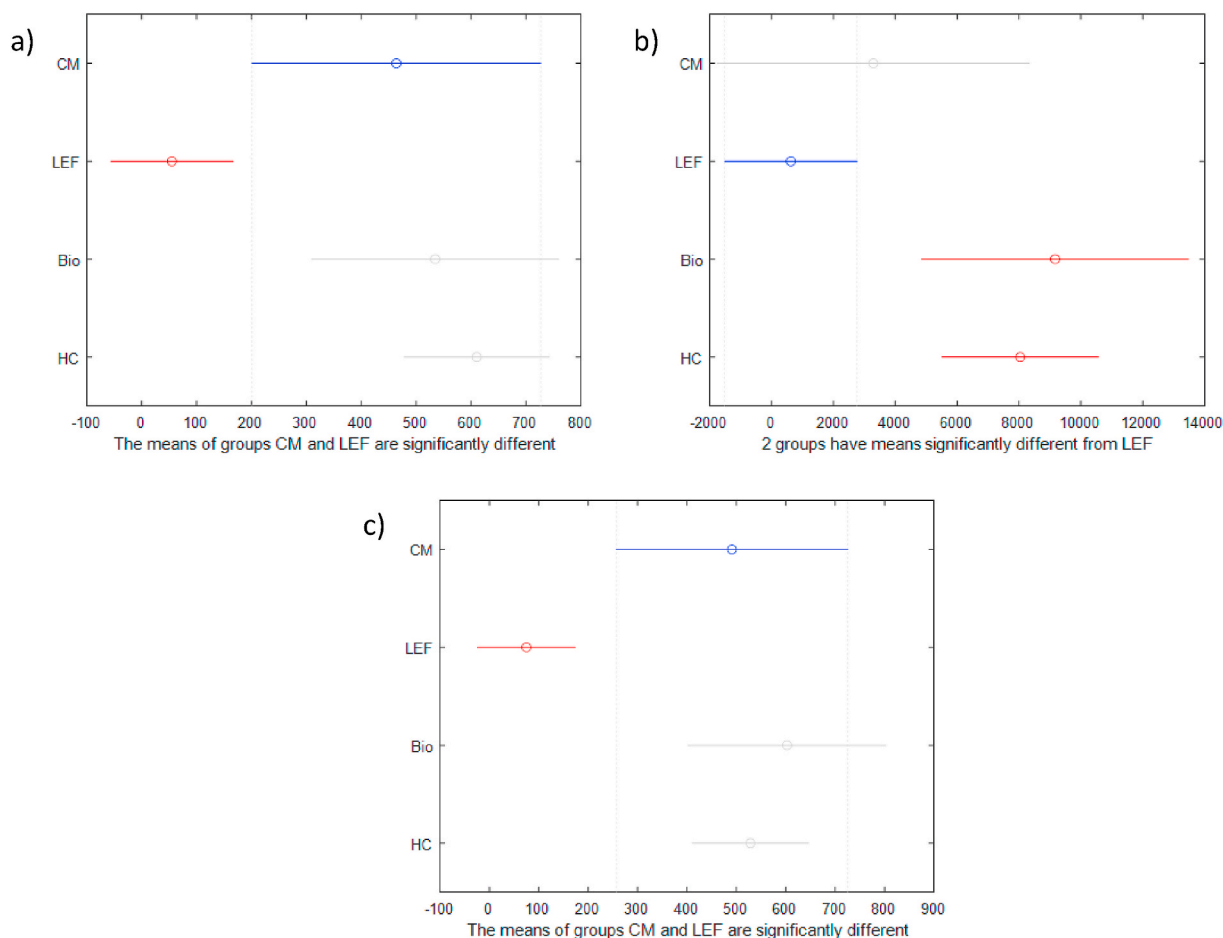 a)
CM
LEF
Bio
HC
-100 0 100 200 300 400 500 600 700 800
The means of groups CM and LEF are significantly different
b)
CM
LEF
Bio
HC
-2000 0 2000 4000 6000 8000 10000 12000 14000
2 groups have means significantly different from LEF
c)
CM
LEF
Bio
HC
-100 0 100 200 300 400 500 600 700 800 900
The means of groups CM and LEF are significantly different